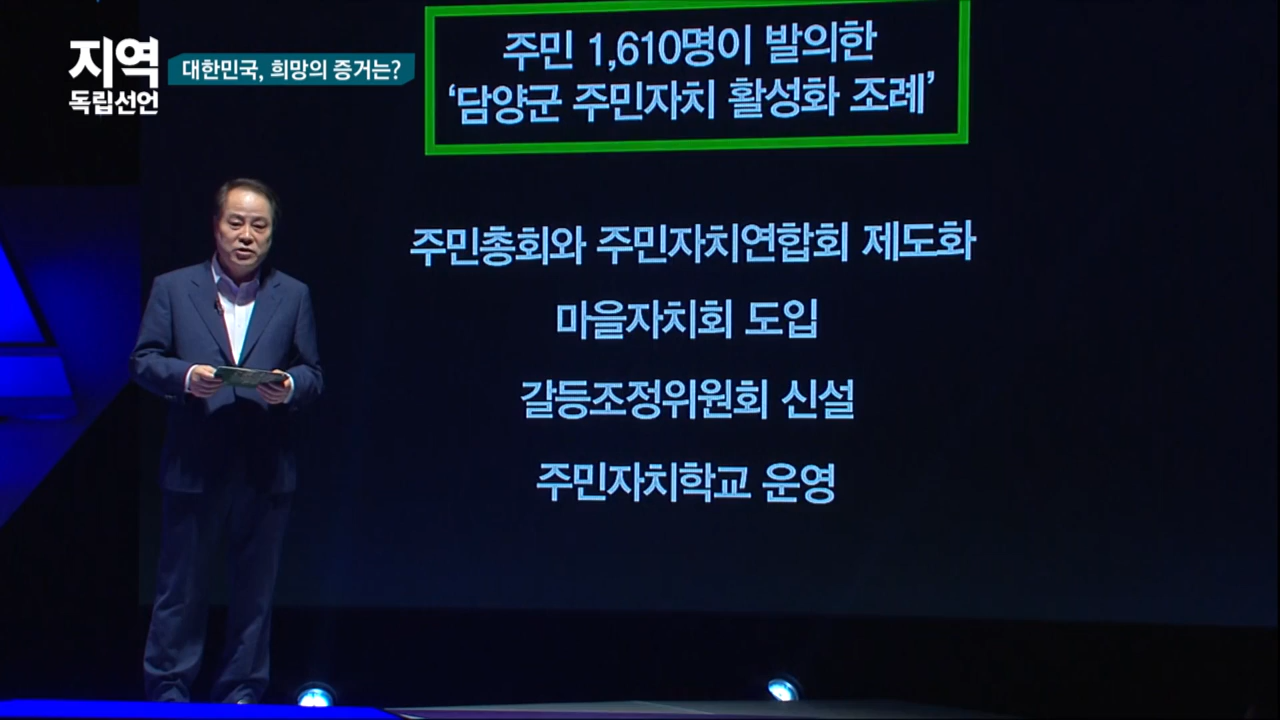 지역
독립선언
대한민국, 희망의 증거는?
주민 1,610명이 발의한
‘담양군 주민자치 활성화 조례’
주민총회와 주민자치연합회 제도화
마을자치회 도입
갈등조정위원회 신설
주민자치학교 운영